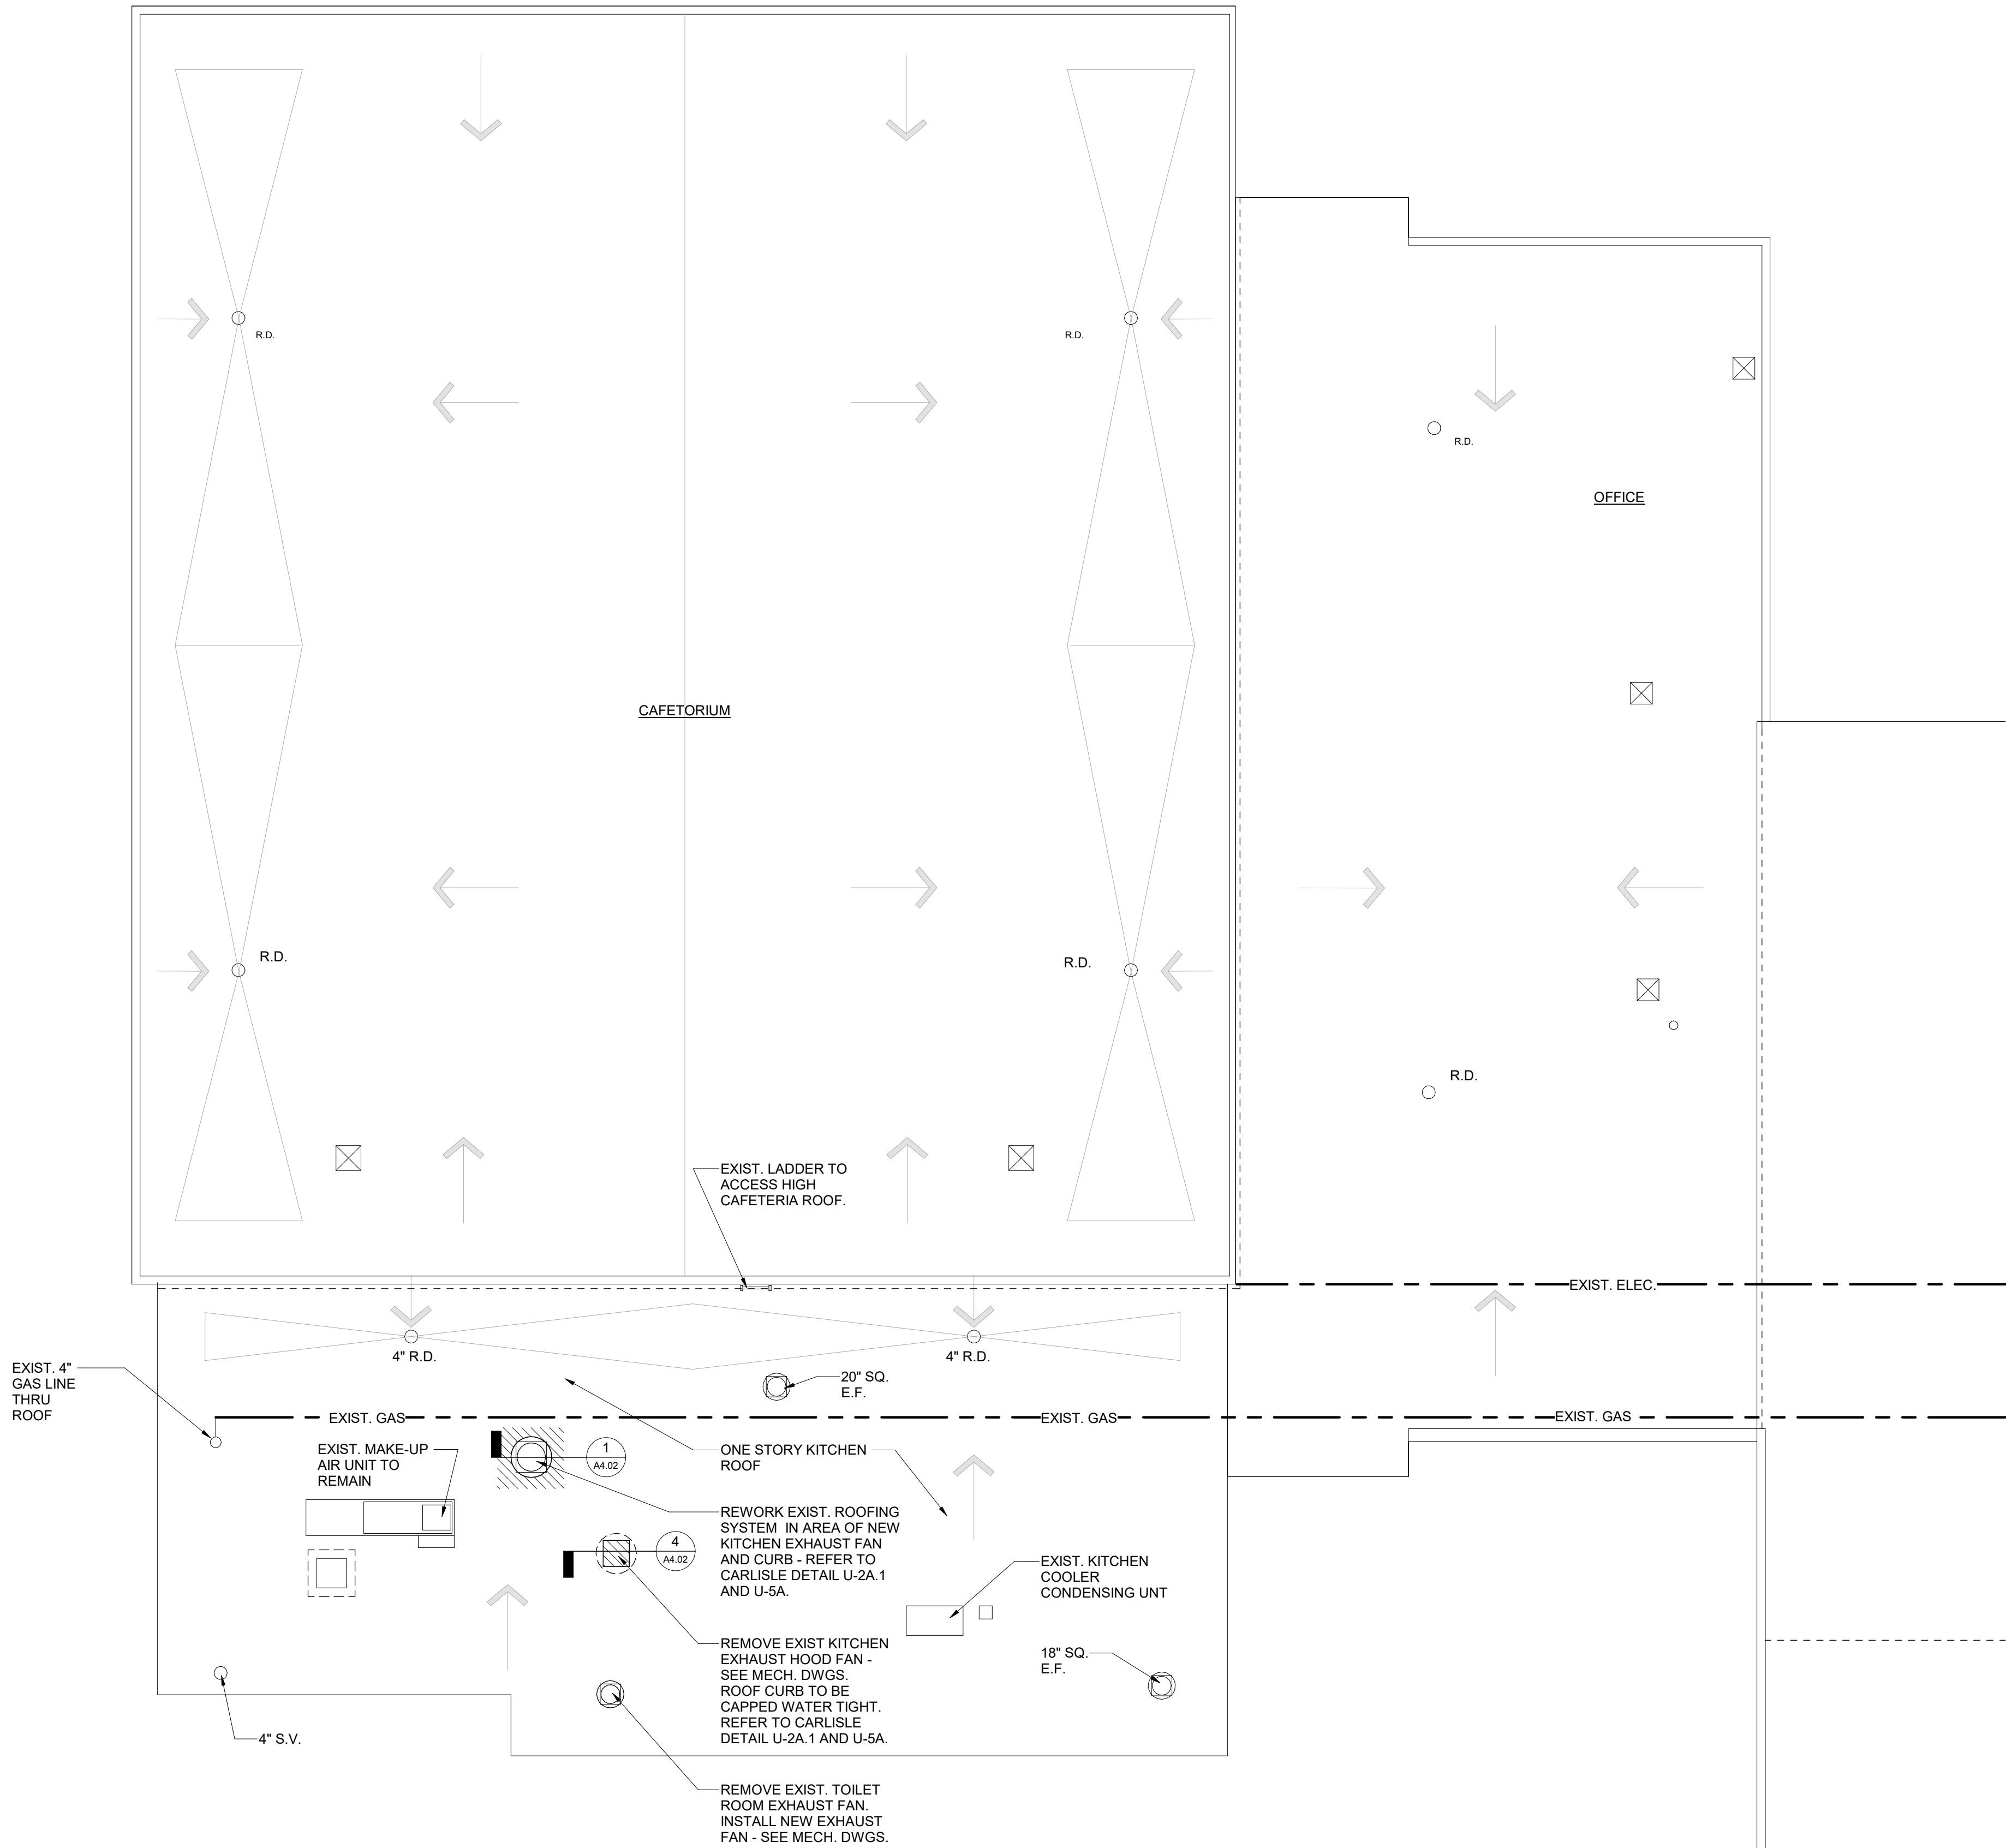 R.D.
R.D.
R.D.
OFFICE
CAFETORIUM
R.D.
R.D.
R.D.
EXIST. LADDER TO
ACCESS HIGH
CAFETERIA ROOF.
EXIST. ELEC.
4" R.D.
4" R.D.
EXIST. 4"
GAS LINE
THRU
ROOF
20" SQ.
E.F.
EXIST. GAS
EXIST. GAS
EXIST. GAS
EXIST. MAKE-UP
AIR UNIT TO
REMAIN
1
A4.02
ONE STORY KITCHEN
ROOF
REWORK EXIST. ROOFING
SYSTEM IN AREA OF NEW
KITCHEN EXHAUST FAN
AND CURB - REFER TO
CARLISLE DETAIL U-2A.1
AND U-5A.
4
A4.02
EXIST. KITCHEN
COOLER
CONDENSING UNT
REMOVE EXIST KITCHEN
EXHAUST HOOD FAN -
SEE MECH. DWGS.
ROOF CURB TO BE
CAPPED WATER TIGHT.
REFER TO CARLISLE
DETAIL U-2A.1 AND U-5A.
18" SQ.
E.F.
4" S.V.
REMOVE EXIST. TOILET
ROOM EXHAUST FAN.
INSTALL NEW EXHAUST
FAN - SEE MECH. DWGS.